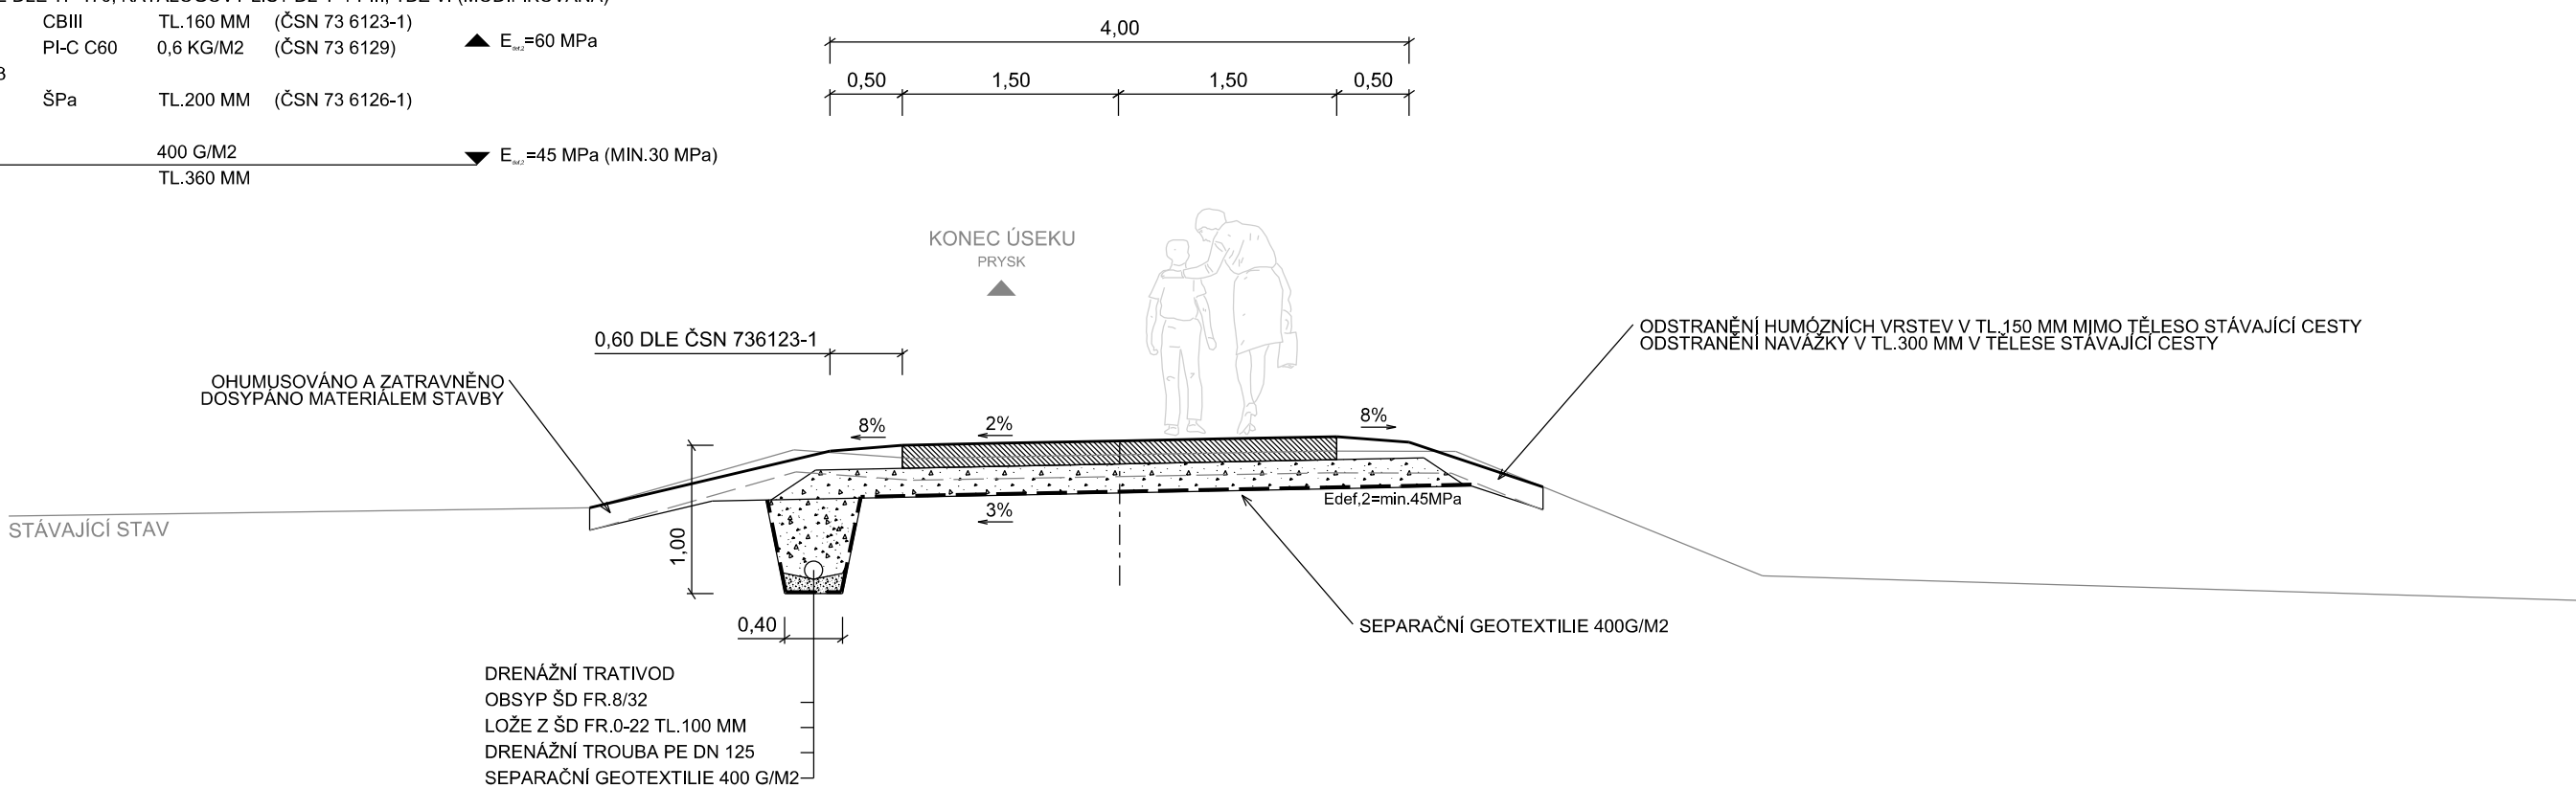 CBIII TL.160 MM (ČSN 73 6123-1)
PI-C C60 0,6 KG/M2 (ČSN 73 6129)
ŠPa TL.200 MM (ČSN 73 6126-1)
400 G/M2
TL.360 MM
=60 MPa
=45 MPa (MIN.30 MPa)
4,00
0,50 1,50 1,50 0,50
KONEC ÚSEKU
PRYSK
0,60 DLE ČSN 736123-1
ODSTRANĚNÍ HUMÓZNÍCH VRSTEV V TL.150 MM MIMO TĚLESO STÁVAJÍCÍ CESTY
ODSTRANĚNÍ NAVÁŽKY V TL.300 MM V TĚLESE STÁVAJÍCÍ CESTY
OHUMUSOVÁNO A ZATRAVNĚNO
DOSYPÁNO MATERIÁLEM STAVBY
8% 2% 8%
Edef,2=min.45MPa
3%
STÁVAJÍCÍ STAV
1,00
0,40
SEPARAČNÍ GEOTEXTILIE 400G/M2
DRENÁŽNÍ TRATIVOD
OBSYP ŠD FR.8/32
LOŽE Z ŠD FR.0-22 TL.100 MM
DRENÁŽNÍ TROUBA PE DN 125
SEPARAČNÍ GEOTEXTILIE 400 G/M2